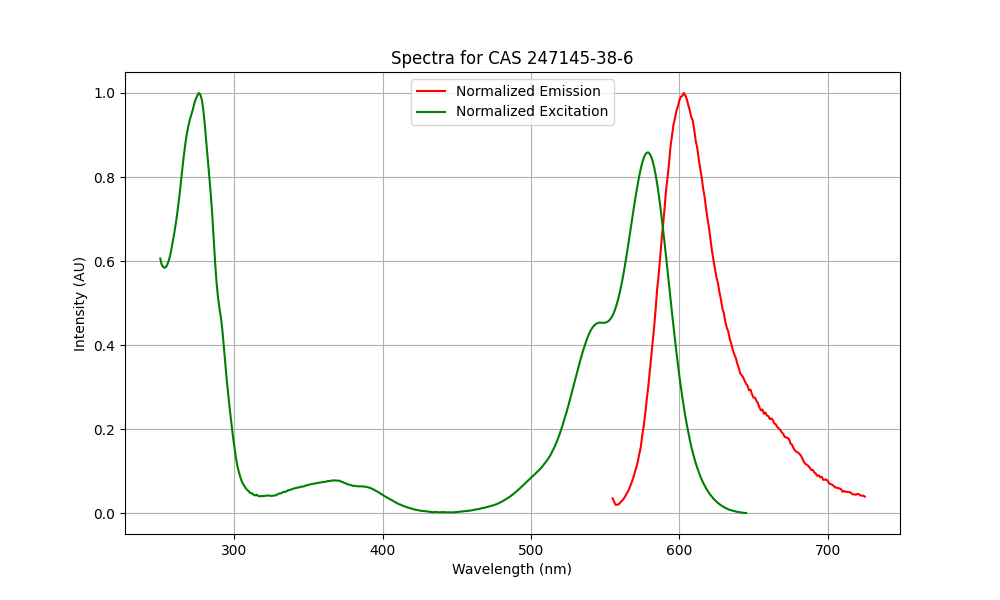 Spectra for CAS 247145-38-6
Normalized Emission
Normalized Excitation
Intensity (AU)
1.0
0.8
0.6
0.4
0.2
0.0
300 400 500 600 700
Wavelength (nm)